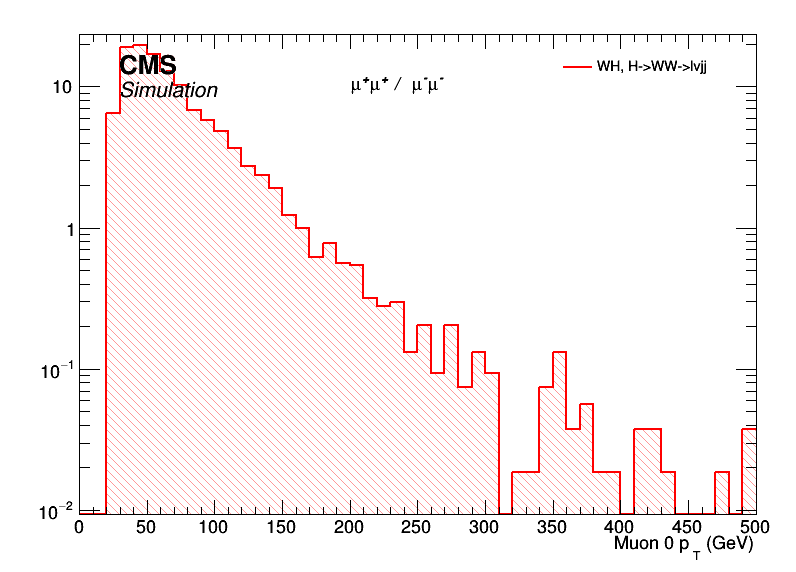 CMS
Simulation
μ⁺μ⁺ / μ⁻μ⁻
WH, H->WW->lvjj
10
1
10⁻¹
10⁻²
0 50 100 150 200 250 300 350 400 450 500
Muon 0 p_T (GeV)